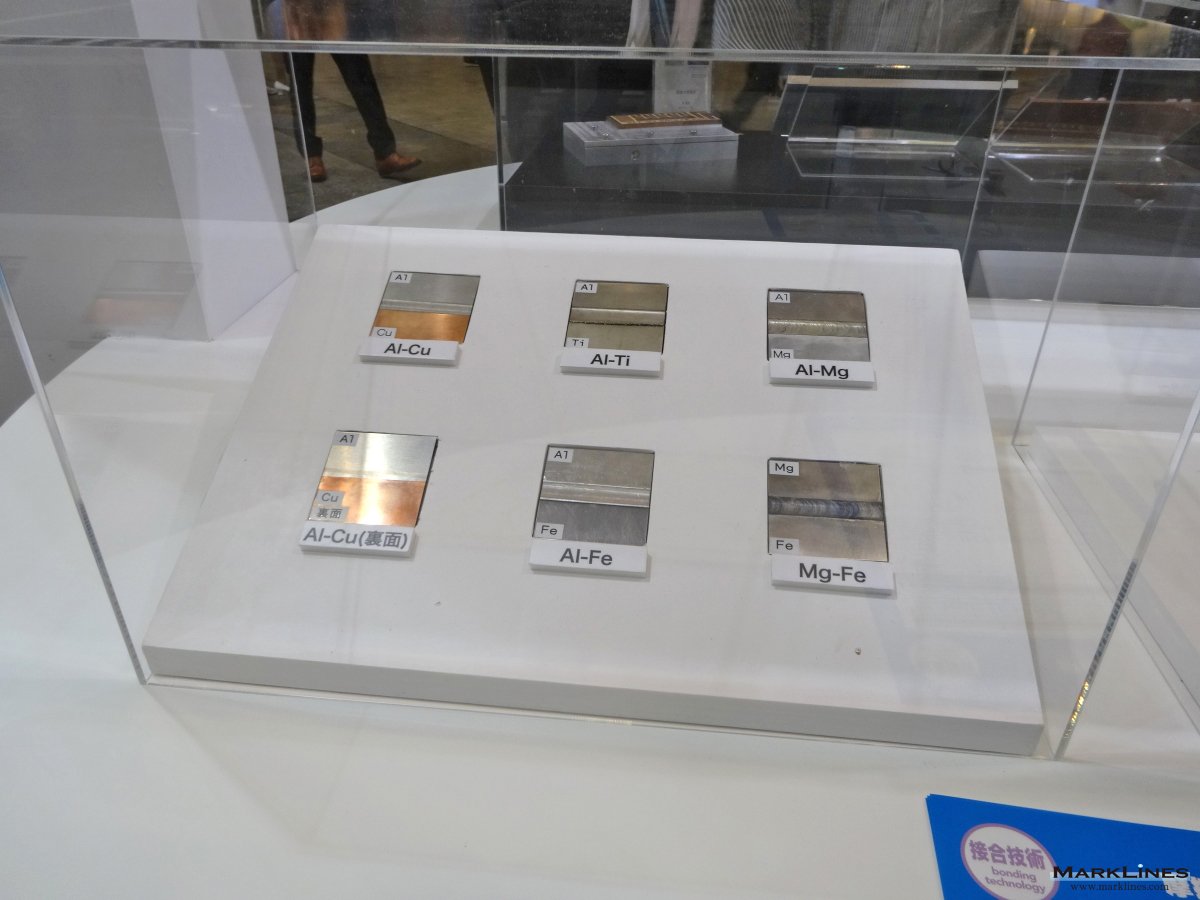 Al
Cu
Al-Cu
Al
Ti
Al-Ti
Al
Mg
Al-Mg
Al
Cu
裏面
Al-Cu(裏面)
Al
Fe
Al-Fe
Mg
Fe
Mg-Fe
接合技術
bonding
technology
MARKLINES
www.marklines.com